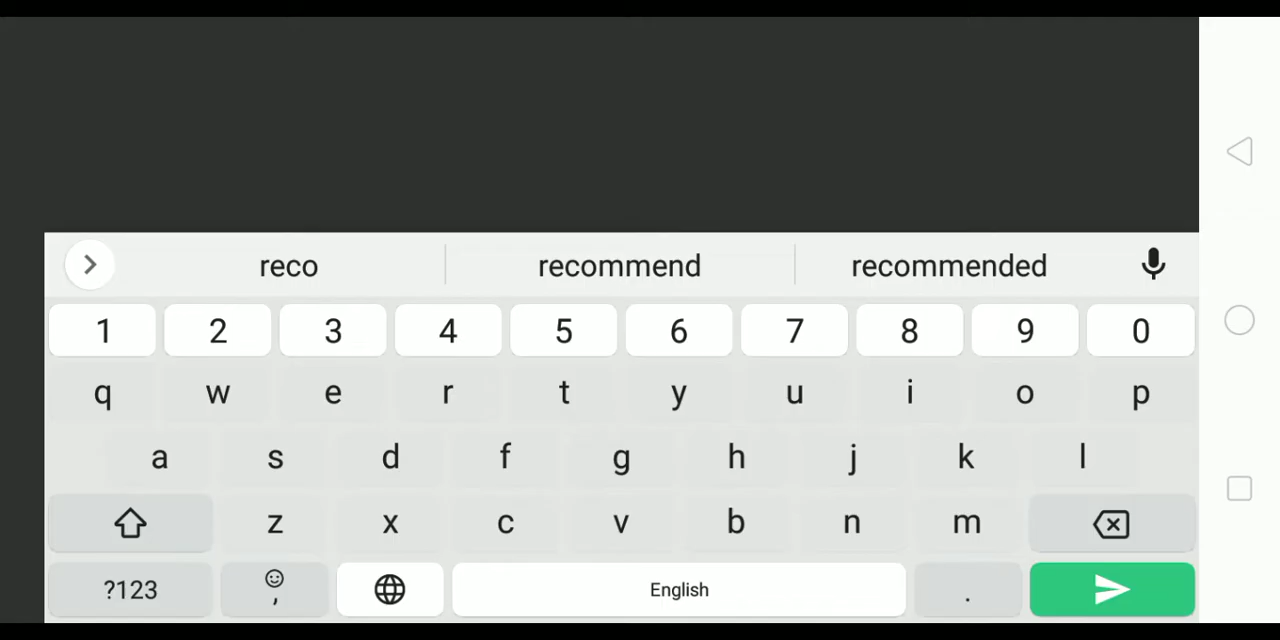 reco recommend recommended
1 2 3 4 5 6 7 8 9 0
q w e r t y u i o p
a s d f g h j k l
z x c v b n m
?123 , English .